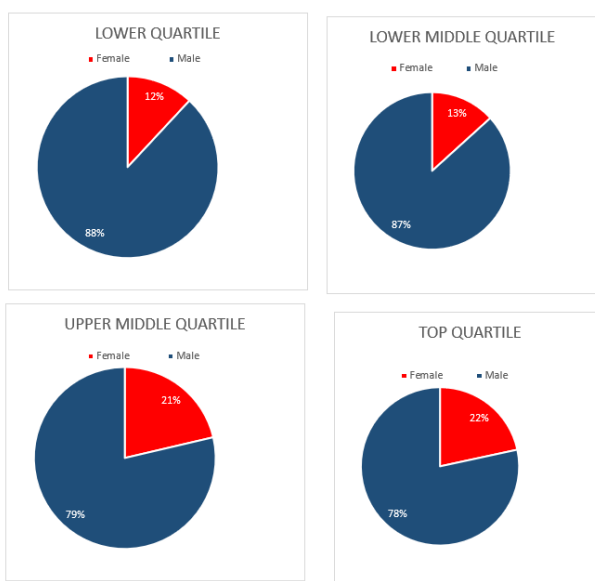 LOWER QUARTILE
Female Male
12%
88%
LOWER MIDDLE QUARTILE
Female Male
13%
87%
UPPER MIDDLE QUARTILE
Female Male
21%
79%
TOP QUARTILE
Female Male
22%
78%